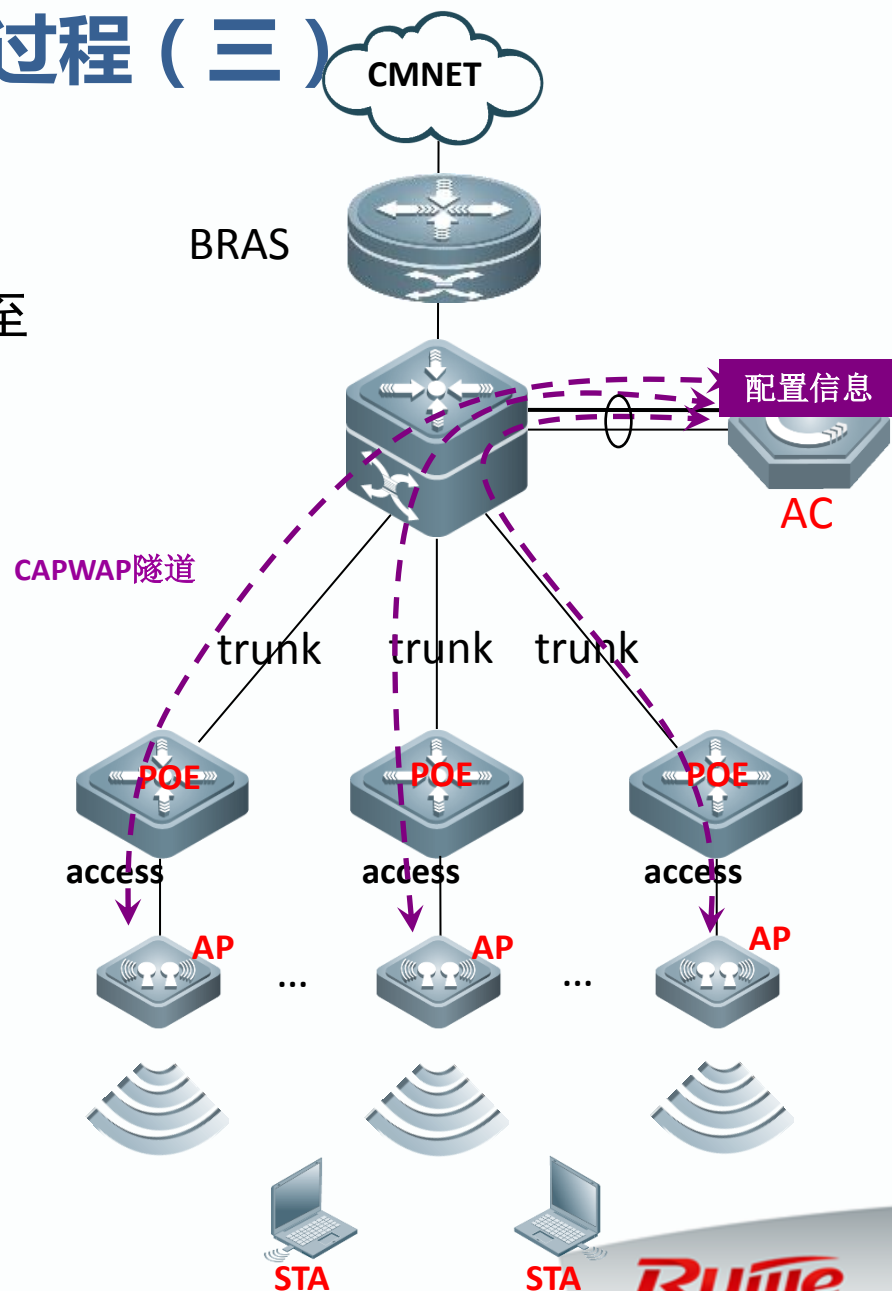 过程（三）
CMNET
BRAS
至
配置信息
AC
CAPWAP隧道
trunk trunk trunk
POE POE POE
access access access
AP AP AP
... ...
STA STA